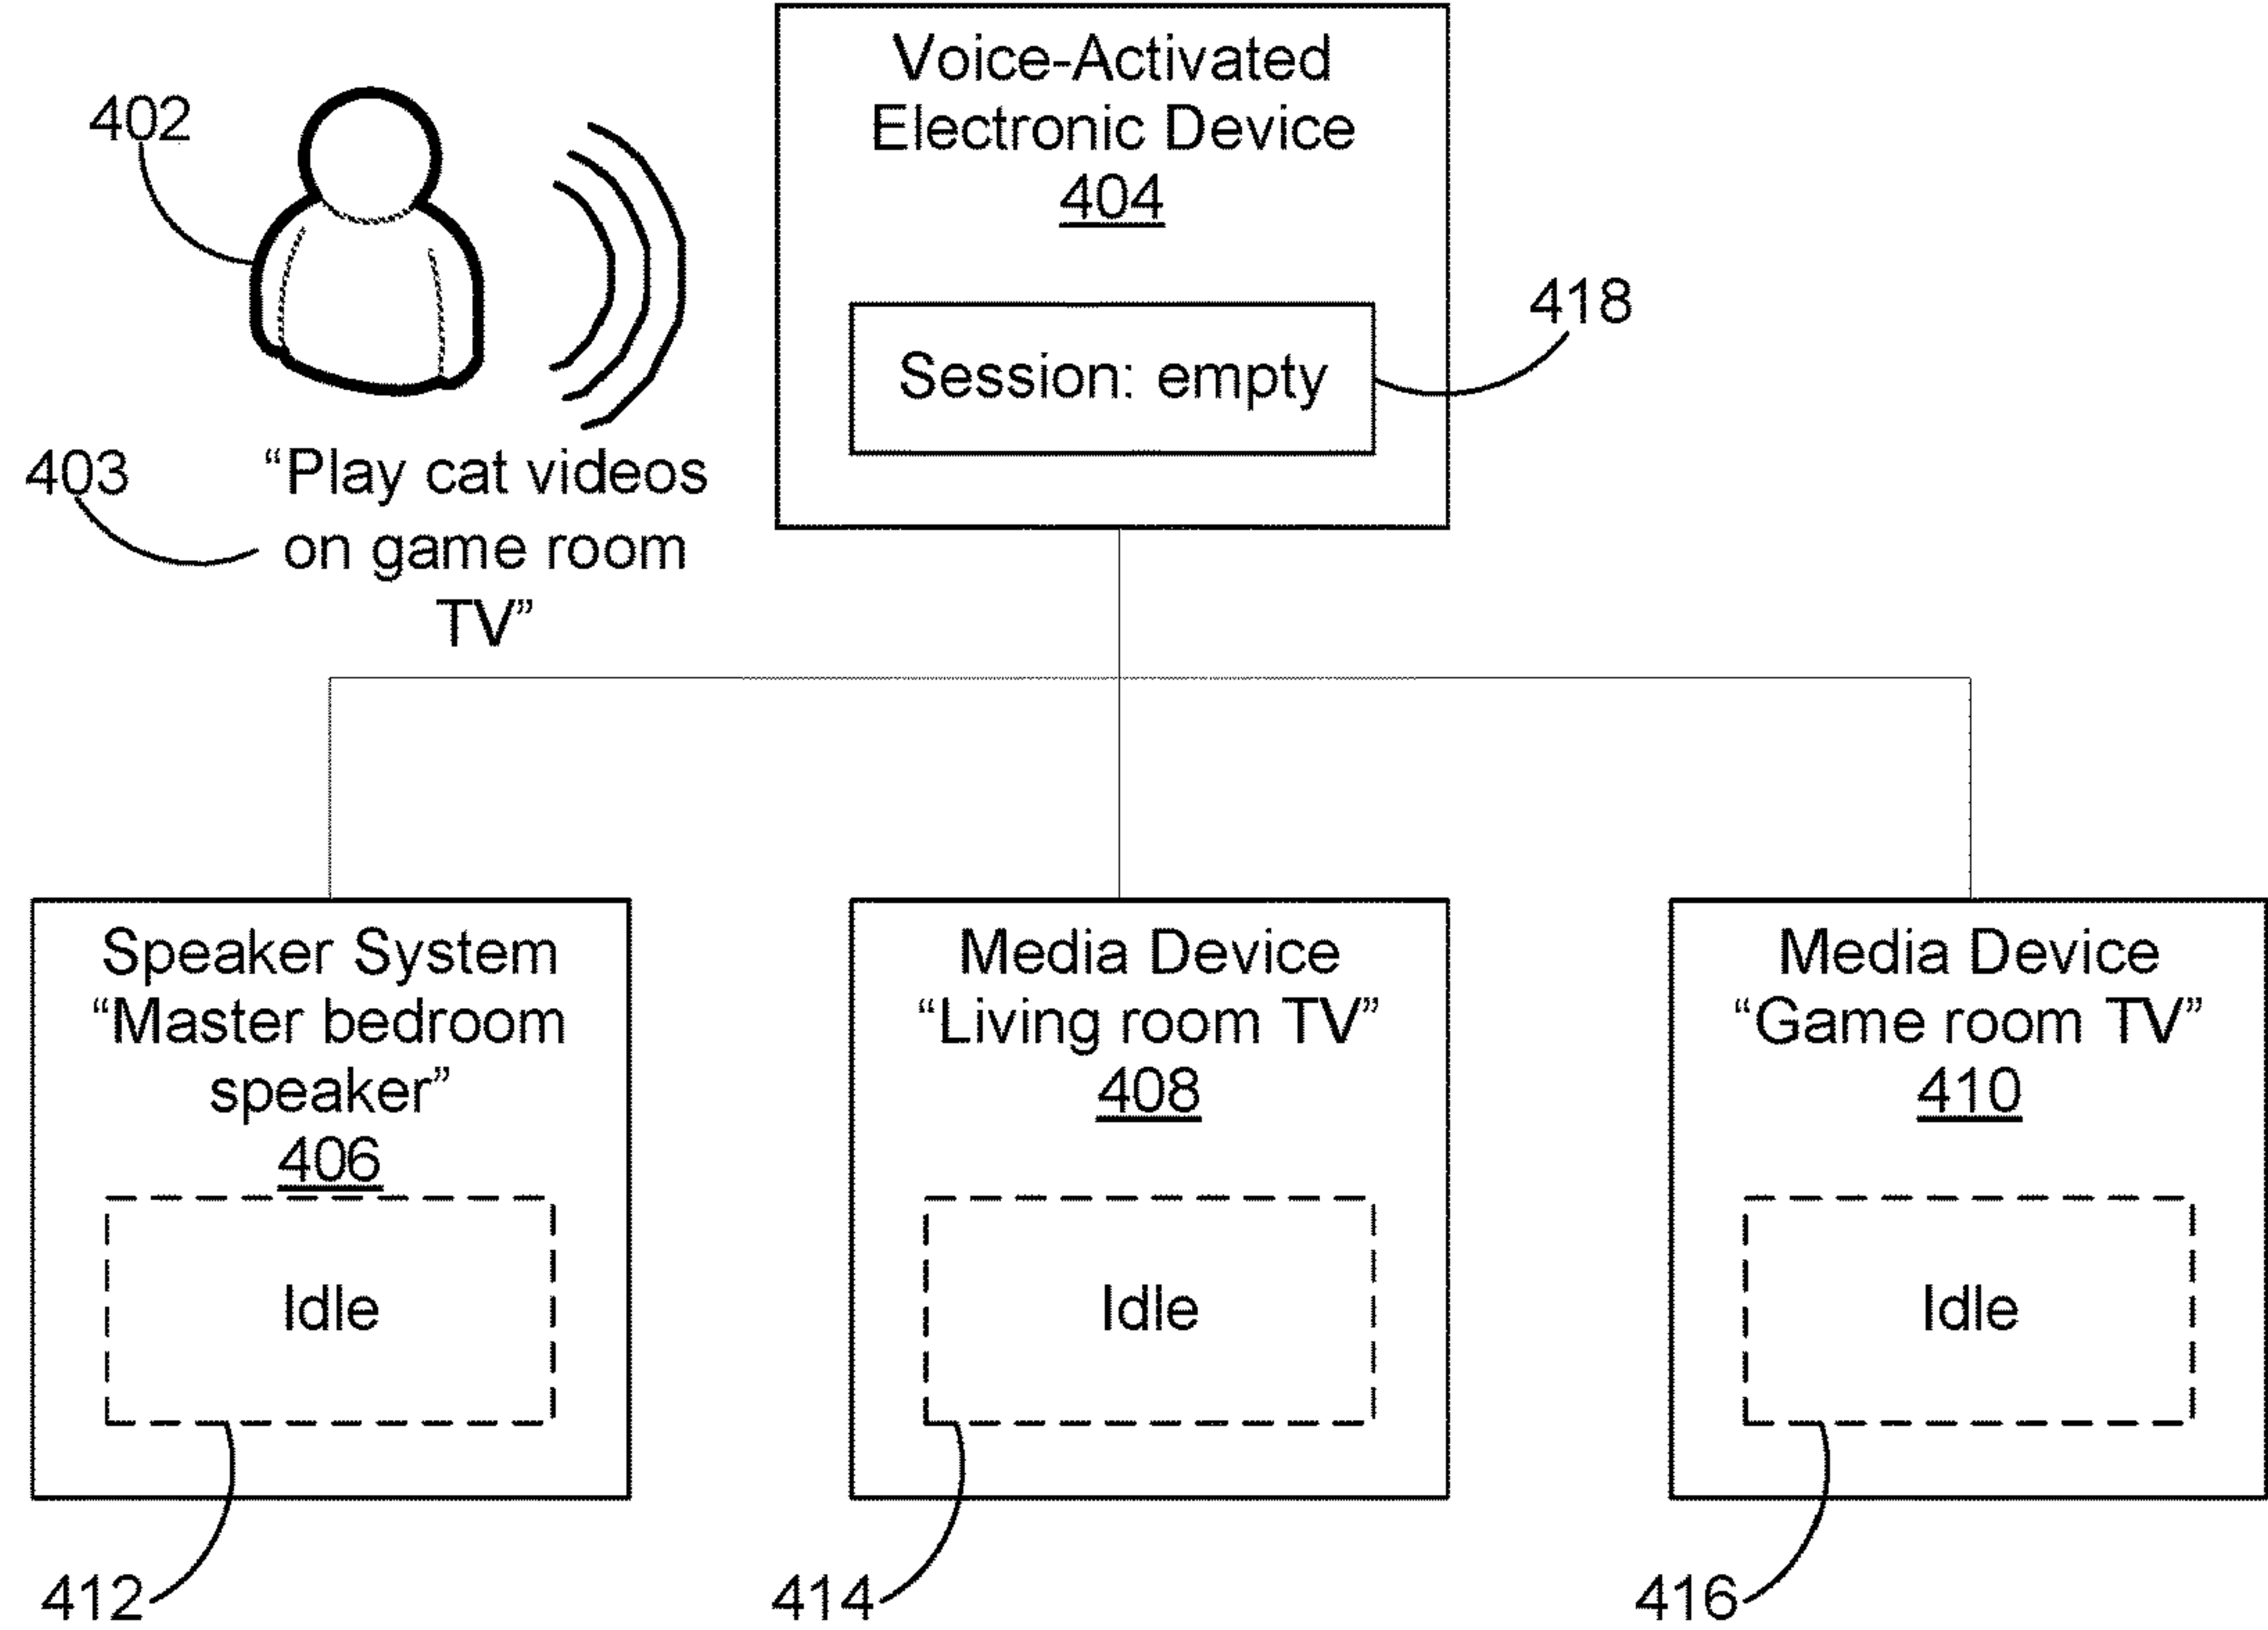 Voice-Activated
Electronic Device
404
402
418
Session: empty
403
“Play cat videos
on game room
TV”
Speaker System
“Master bedroom
speaker”
406
Idle
412
Media Device
“Living room TV”
408
Idle
414
Media Device
“Game room TV”
410
Idle
416